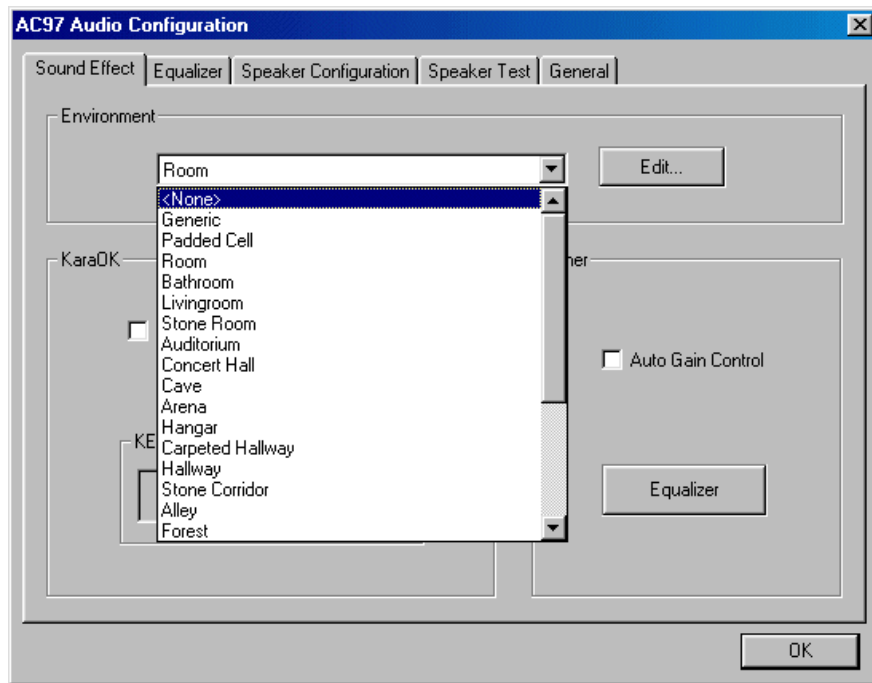 AC97 Audio Configuration
Sound Effect Equalizer Speaker Configuration Speaker Test General
Environment
Room Edit...
<None>
Generic
Padded Cell
Room
Bathroom
Livingroom
Stone Room
Auditorium
Concert Hall
Cave
Arena
Hangar
Carpeted Hallway
Hallway
Stone Corridor
Alley
Forest
KaraOK
KE
her
Auto Gain Control
Equalizer
OK